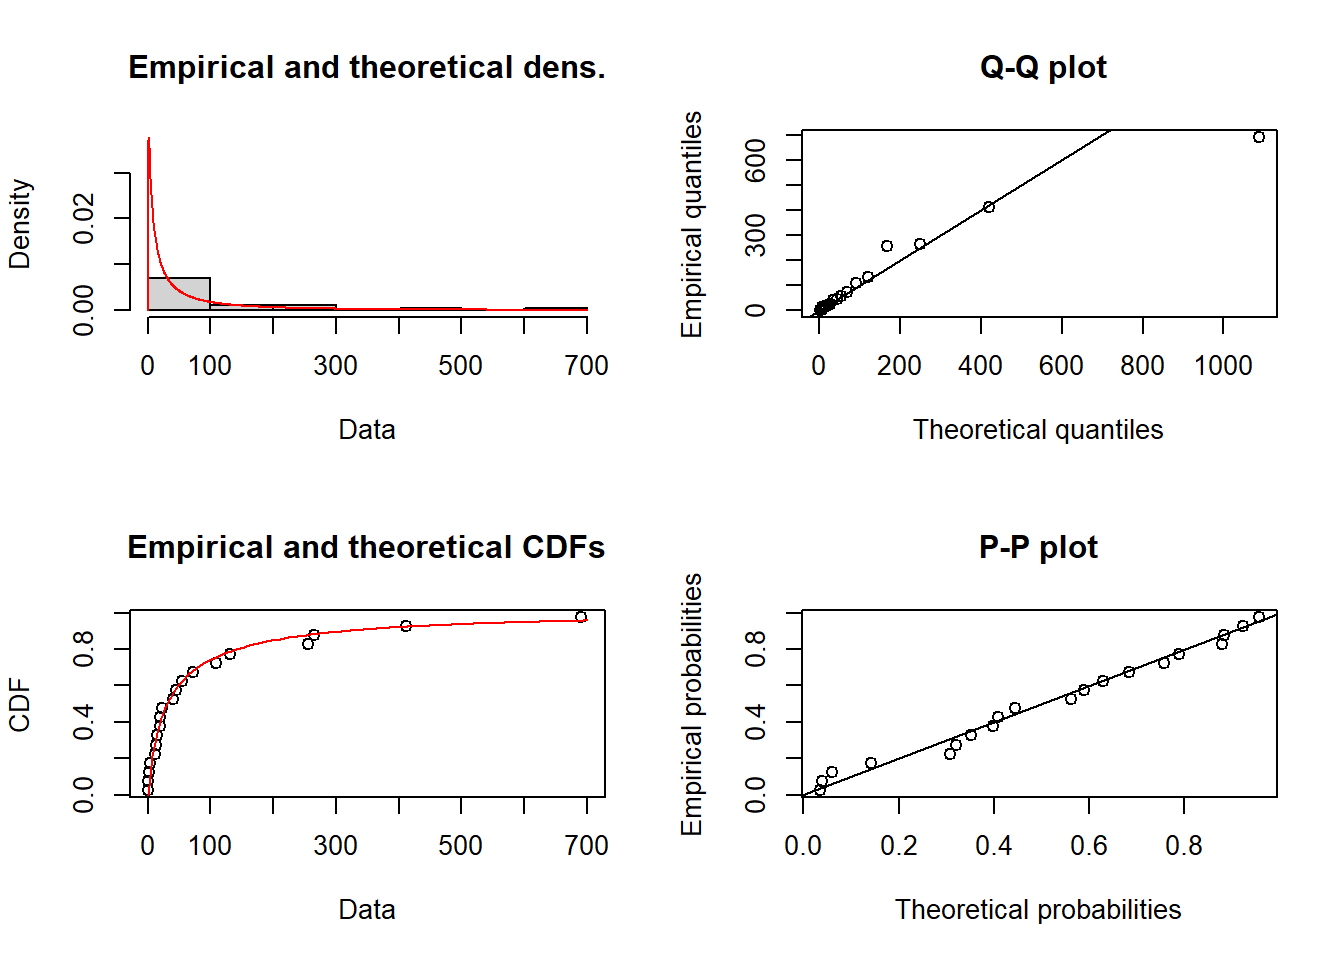 Empirical and theoretical dens.
Density
0.00 0.02
0 100 300 500 700
Data
Q-Q plot
Empirical quantiles
0 300 600
0 200 400 600 800 1000
Theoretical quantiles
Empirical and theoretical CDFs
CDF
0.0 0.4 0.8
0 100 300 500 700
Data
P-P plot
Empirical probabilities
0.0 0.4 0.8
0.0 0.2 0.4 0.6 0.8
Theoretical probabilities